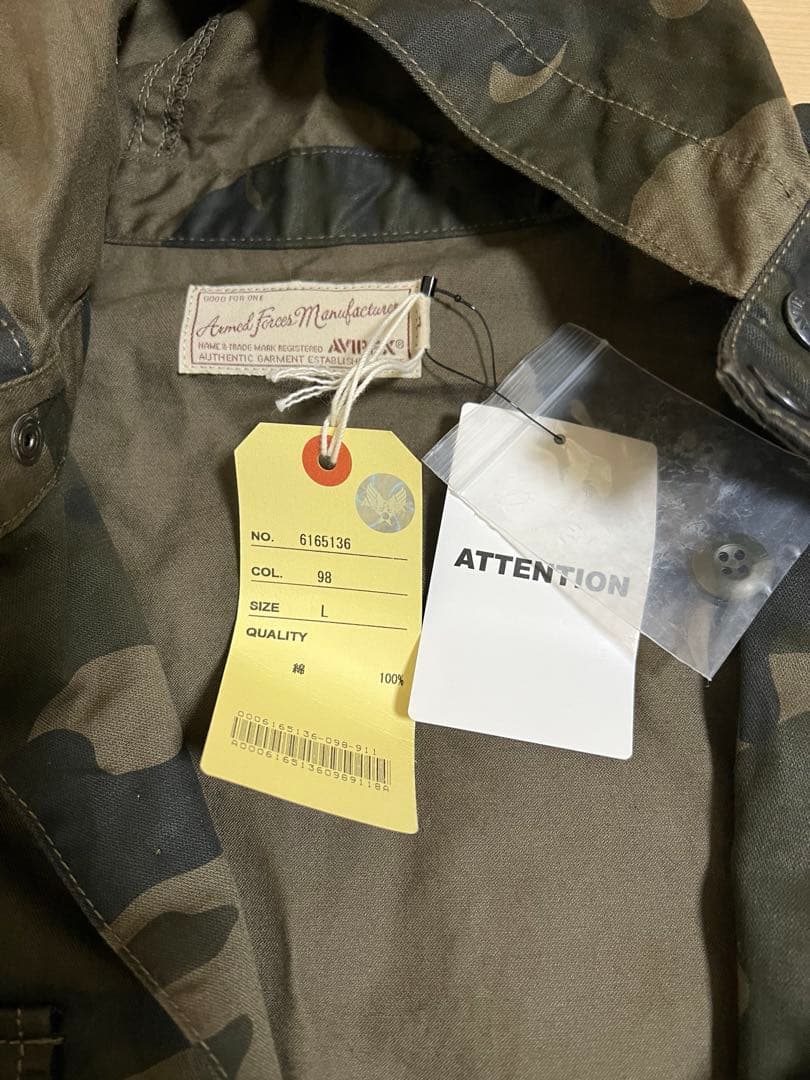 GOOD FOR ONE
Armed Forces Manufacturer
NAME & TRADE MARK REGISTERED. AVIREX®
AUTHENTIC GARMENT
NO. 6165136
COL. 98
SIZE L
QUALITY
綿 100%
0006165136-098-911
A00061651360989118A
ATTENTION